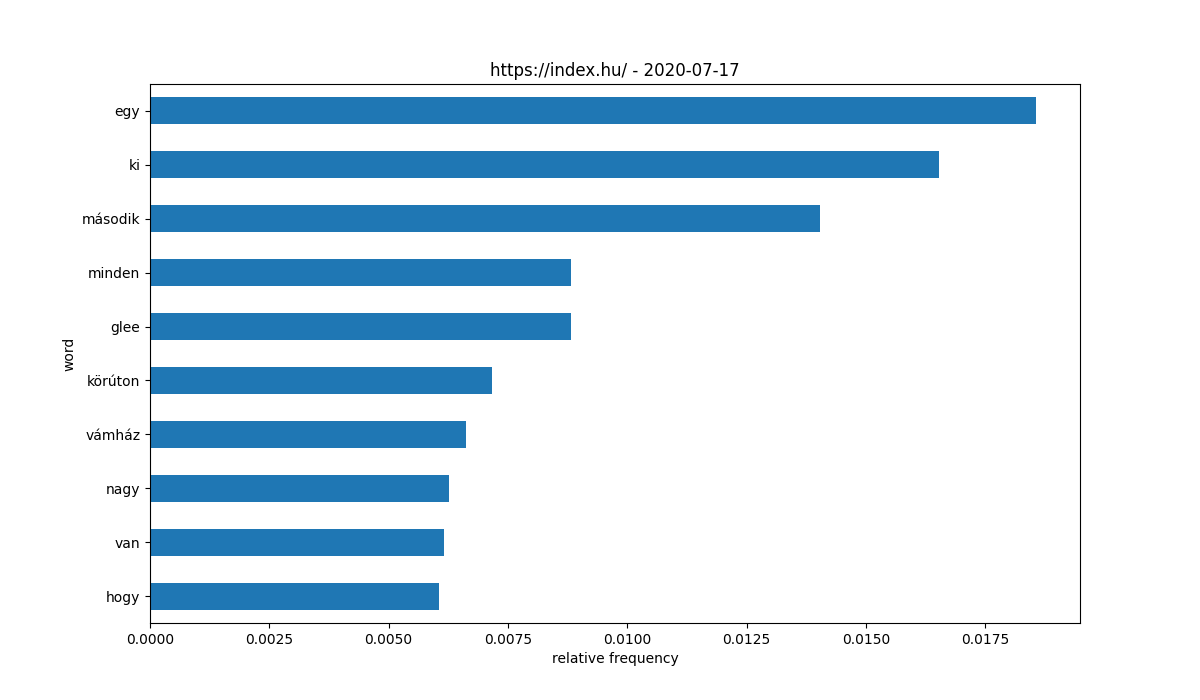 https://index.hu/ - 2020-07-17
egy
ki
második
minden
glee
körúton
vámház
nagy
van
hogy
word
0.0000 0.0025 0.0050 0.0075 0.0100 0.0125 0.0150 0.0175
relative frequency